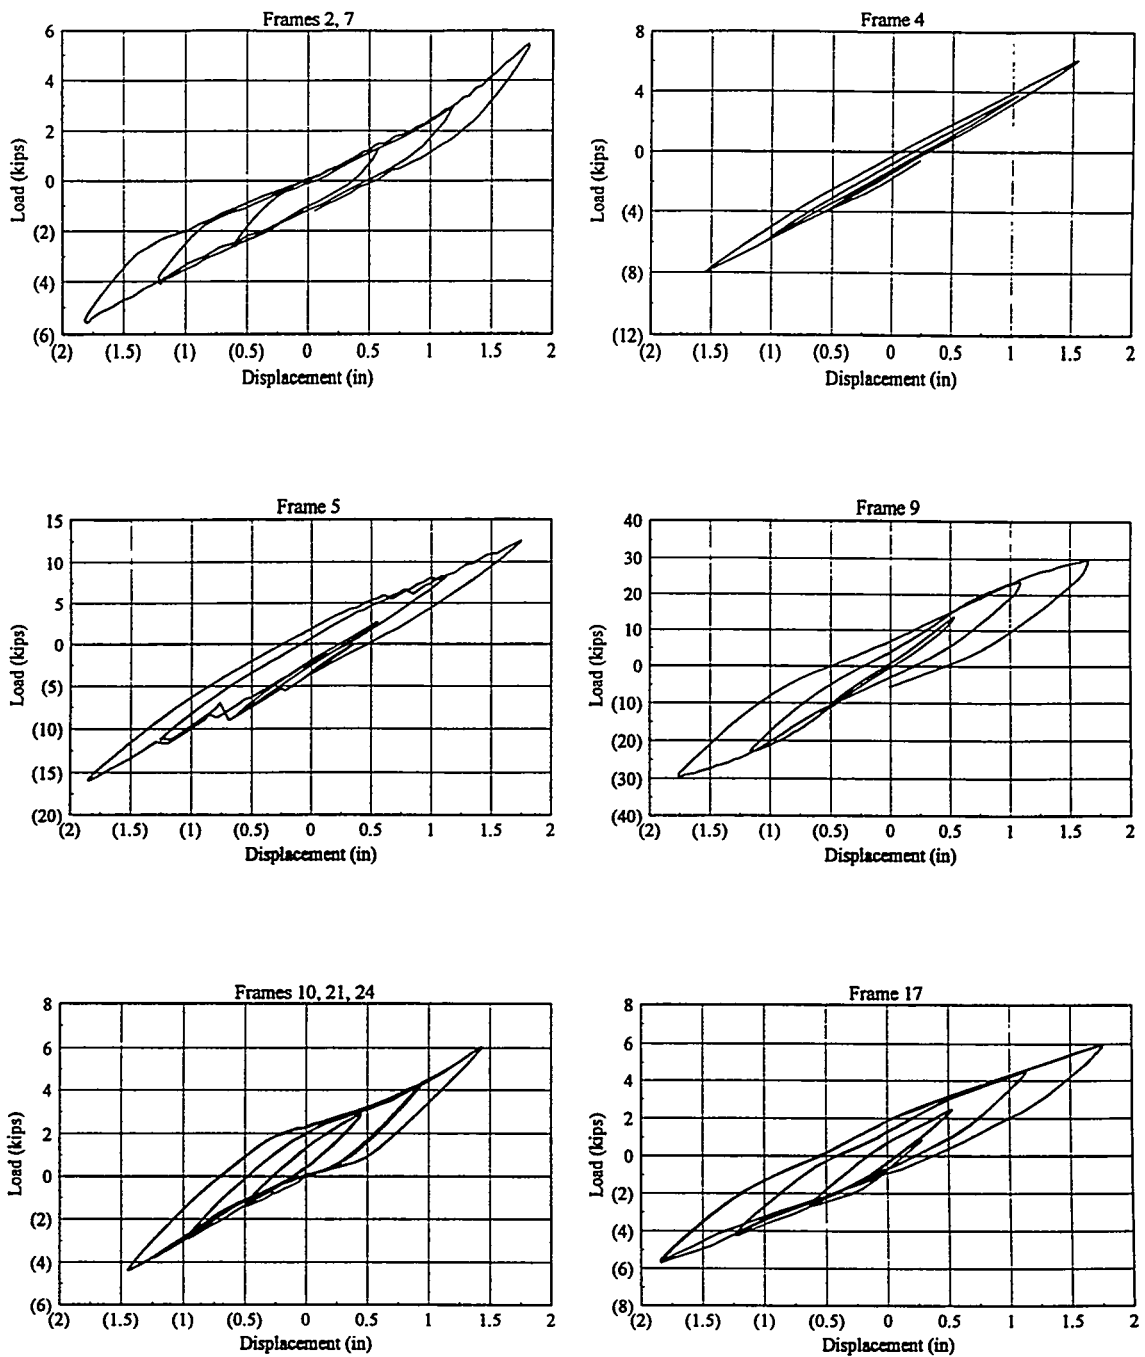 Frames 2, 7
6
4
2
0
(2)
(4)
(6)
Load (kips)
(2) (1.5) (1) (0.5) 0 0.5 1 1.5 2
Displacement (in)
Frame 4
8
4
0
(4)
(8)
(12)
Load (kips)
(2) (1.5) (1) (0.5) 0 0.5 1 1.5 2
Displacement (in)
Frame 5
15
10
5
0
(5)
(10)
(15)
(20)
Load (kips)
(2) (1.5) (1) (0.5) 0 0.5 1 1.5 2
Displacement (in)
Frame 9
40
30
20
10
0
(10)
(20)
(30)
(40)
Load (kips)
(2) (1.5) (1) (0.5) 0 0.5 1 1.5 2
Displacement (in)
Frames 10, 21, 24
8
6
4
2
0
(2)
(4)
(6)
Load (kips)
(2) (1.5) (1) (0.5) 0 0.5 1 1.5 2
Displacement (in)
Frame 17
8
6
4
2
0
(2)
(4)
(6)
(8)
Load (kips)
(2) (1.5) (1) (0.5) 0 0.5 1 1.5 2
Displacement (in)